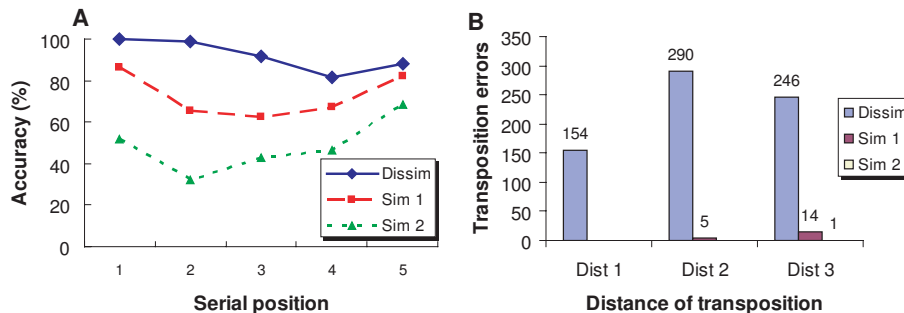 A
Accuracy (%)
100
80
60
40
20
0
Dissim
Sim 1
Sim 2
1 2 3 4 5
Serial position
B
Transposition errors
350
300
250
200
150
100
50
0
154
290
5
246
14 1
Dissim
Sim 1
Sim 2
Dist 1 Dist 2 Dist 3
Distance of transposition